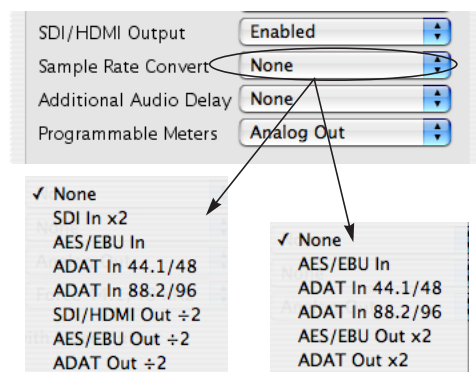 SDI/HDMI Output Enabled
Sample Rate Convert None
Additional Audio Delay None
Programmable Meters Analog Out
✓ None
SDI In x2
AES/EBU In
ADAT In 44.1/48
ADAT In 88.2/96
SDI/HDMI Out ÷2
AES/EBU Out ÷2
ADAT Out ÷2
✓ None
AES/EBU In
ADAT In 44.1/48
ADAT In 88.2/96
AES/EBU Out x2
ADAT Out x2